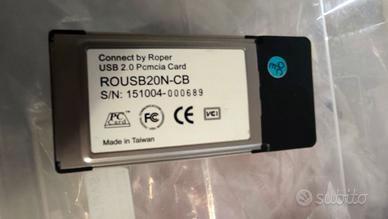 Connect by Roper
USB 2.0 Pcmcia Card
ROUSB20N-CB
S/N: 151004-000689
PC
Card
FC CE VCI
Made in Taiwan
subito